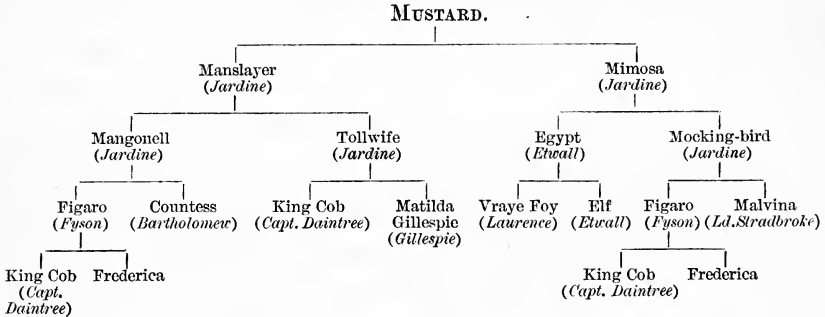 MUSTARD.
Manslayer Mimosa
(Jardine) (Jardine)
Mangonell Tollwife Egypt Mocking-bird
(Jardine) (Jardine) (Etwall) (Jardine)
Figaro Countess King Cob Matilda Vraye Foy Elf Figaro Malvina
(Fyson) (Bartholomew) (Capt. Daintree) Gillespie (Laurence) (Etwall) (Fyson) (Ld. Stradbroke)
(Gillespie)
King Cob Frederica King Cob Frederica
(Capt. (Capt. Daintree)
Daintree)